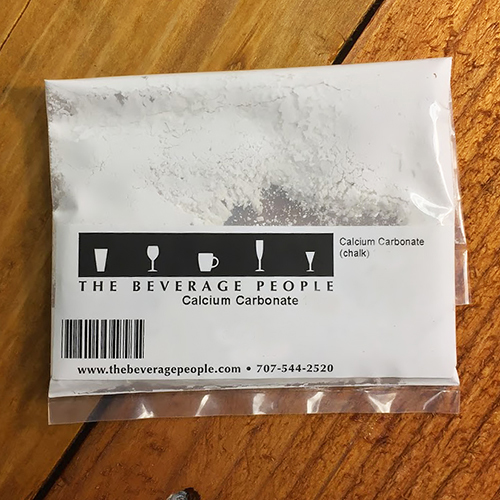 Calcium Carbonate
(chalk)
THE BEVERAGE PEOPLE
Calcium Carbonate
www.thebeveragepeople.com • 707-544-2520